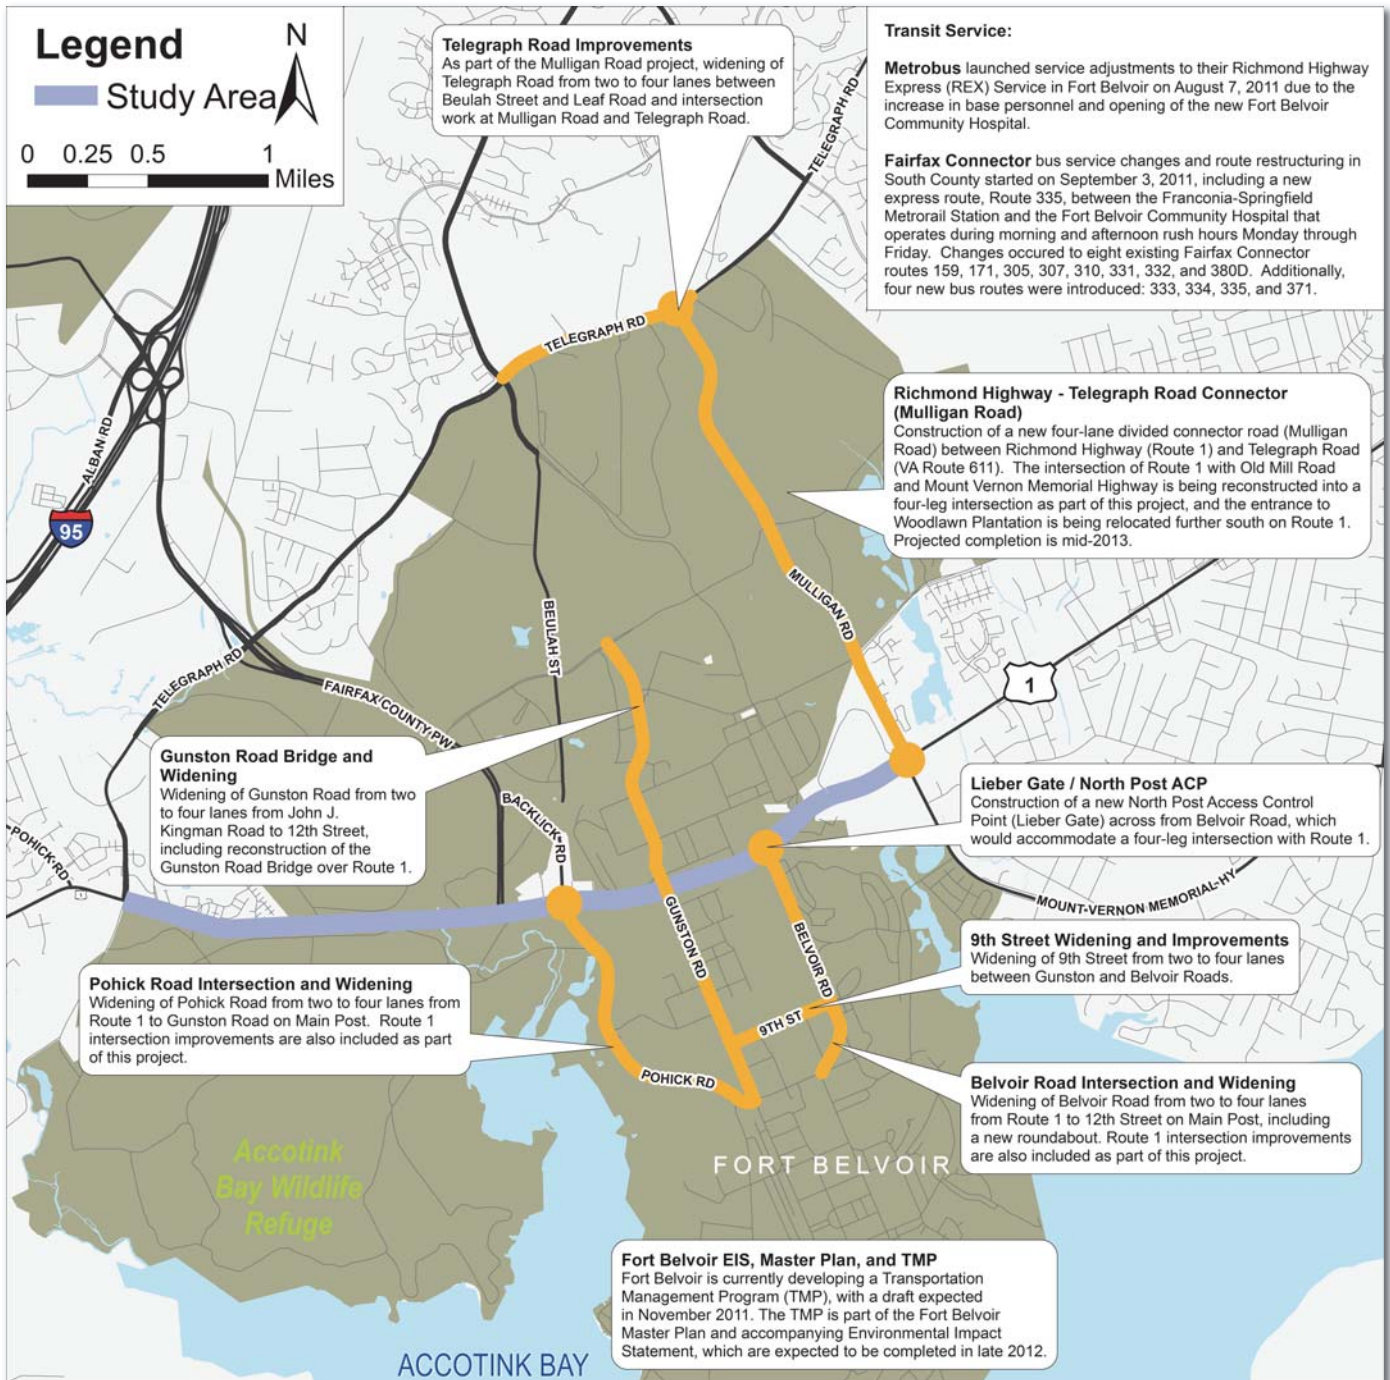 Legend
Study Area
N
0 0.25 0.5 1
Miles
Telegraph Road Improvements
As part of the Mulligan Road project, widening of
Telegraph Road from two to four lanes between
Beulah Street and Leaf Road and intersection
work at Mulligan Road and Telegraph Road.
Transit Service:
Metrobus launched service adjustments to their Richmond Highway
Express (REX) Service in Fort Belvoir on August 7, 2011 due to the
increase in base personnel and opening of the new Fort Belvoir
Community Hospital.
Fairfax Connector bus service changes and route restructuring in
South County started on September 3, 2011, including a new
express route, Route 335, between the Franconia-Springfield
Metrorail Station and the Fort Belvoir Community Hospital that
operates during morning and afternoon rush hours Monday through
Friday. Changes occured to eight existing Fairfax Connector
routes 159, 171, 305, 307, 310, 331, 332, and 380D. Additionally,
four new bus routes were introduced: 333, 334, 335, and 371.
TELEGRAPH RD
TELEGRAPH RD
Richmond Highway - Telegraph Road Connector
(Mulligan Road)
Construction of a new four-lane divided connector road (Mulligan
Road) between Richmond Highway (Route 1) and Telegraph Road
(VA Route 611). The intersection of Route 1 with Old Mill Road
and Mount Vernon Memorial Highway is being reconstructed into a
four-leg intersection as part of this project, and the entrance to
Woodlawn Plantation is being relocated further south on Route 1.
Projected completion is mid-2013.
ALBAN RD
95
MULLIGAN RD
BEULAH ST
TELEGRAPH RD
FAIRFAX COUNTY PW
1
Gunston Road Bridge and
Widening
Widening of Gunston Road from two
to four lanes from John J.
Kingman Road to 12th Street,
including reconstruction of the
Gunston Road Bridge over Route 1.
BACKLICK RD
POHICK RD
Lieber Gate / North Post ACP
Construction of a new North Post Access Control
Point (Lieber Gate) across from Belvoir Road, which
would accommodate a four-leg intersection with Route 1.
MOUNT VERNON MEMORIAL HY
GUNSTON RD
BELVOIR RD
9th Street Widening and Improvements
Widening of 9th Street from two to four lanes
between Gunston and Belvoir Roads.
Pohick Road Intersection and Widening
Widening of Pohick Road from two to four lanes from
Route 1 to Gunston Road on Main Post. Route 1
intersection improvements are also included as part
of this project.
9TH ST
POHICK RD
Belvoir Road Intersection and Widening
Widening of Belvoir Road from two to four lanes
from Route 1 to 12th Street on Main Post, including
a new roundabout. Route 1 intersection improvements
are also included as part of this project.
Accotink
Bay Wildlife
Refuge
FORT BELVOIR
Fort Belvoir EIS, Master Plan, and TMP
Fort Belvoir is currently developing a Transportation
Management Program (TMP), with a draft expected
in November 2011. The TMP is part of the Fort Belvoir
Master Plan and accompanying Environmental Impact
Statement, which are expected to be completed in late 2012.
ACCOTINK BAY